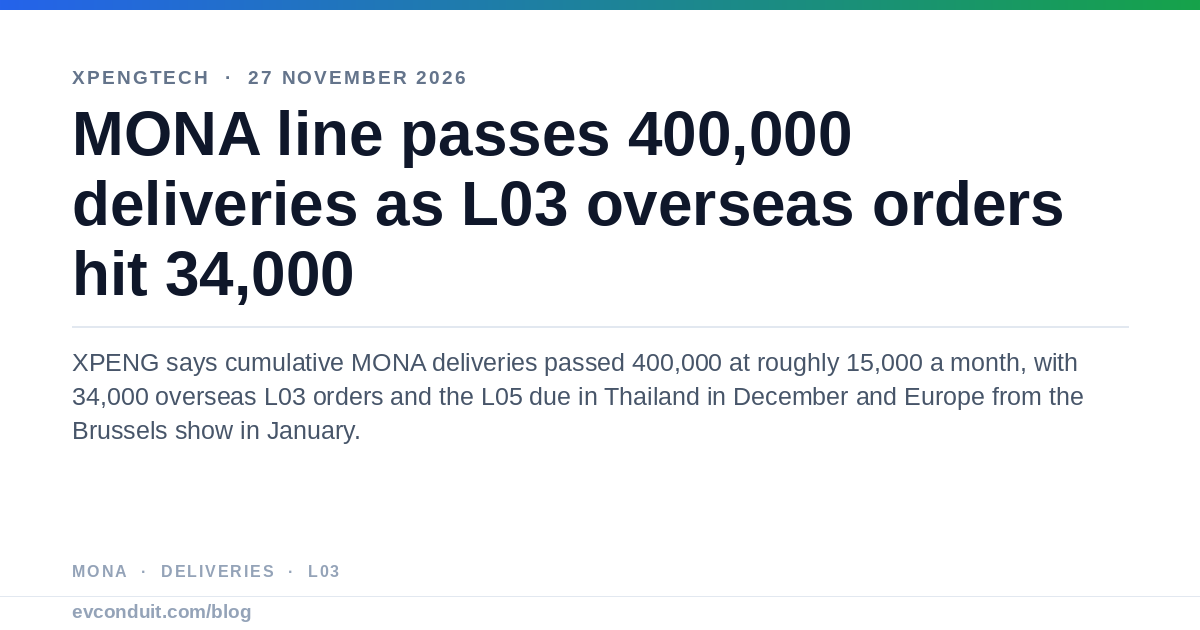 XPENGTECH · 27 NOVEMBER 2026
MONA line passes 400,000
deliveries as L03 overseas orders
hit 34,000
XPENG says cumulative MONA deliveries passed 400,000 at roughly 15,000 a month, with
34,000 overseas L03 orders and the L05 due in Thailand in December and Europe from the
Brussels show in January.
MONA · DELIVERIES · L03
evconduit.com/blog